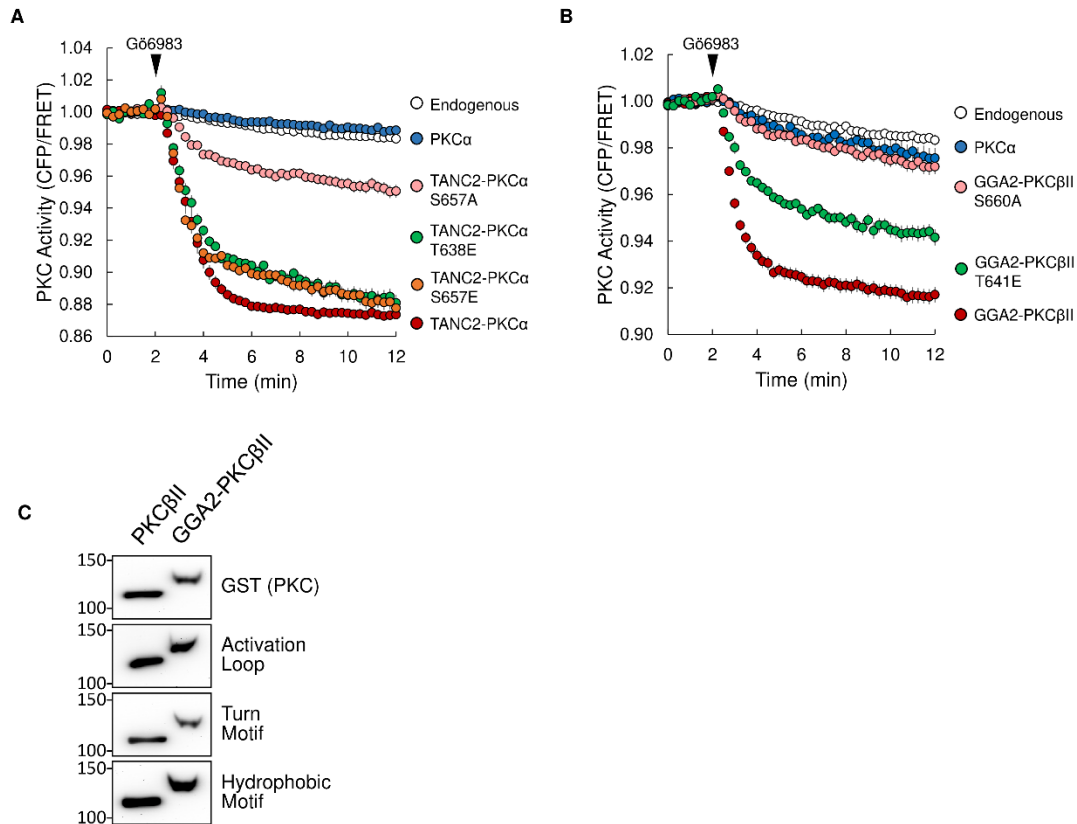 A
Gö6983
1.04
1.02
1.00
0.98
0.96
0.94
0.92
0.90
0.88
0.86
PKC Activity (CFP/FRET)
0 2 4 6 8 10 12
Time (min)
Endogenous
PKCα
TANC2-PKCα
S657A
TANC2-PKCα
T638E
TANC2-PKCα
S657E
TANC2-PKCα
B
Gö6983
1.02
1.00
0.98
0.96
0.94
0.92
0.90
PKC Activity (CFP/FRET)
0 2 4 6 8 10 12
Time (min)
Endogenous
PKCα
GGA2-PKCβII
S660A
GGA2-PKCβII
T641E
GGA2-PKCβII
C
PKCβII
GGA2-PKCβII
150
100
GST (PKC)
150
100
Activation
Loop
150
100
Turn
Motif
150
100
Hydrophobic
Motif